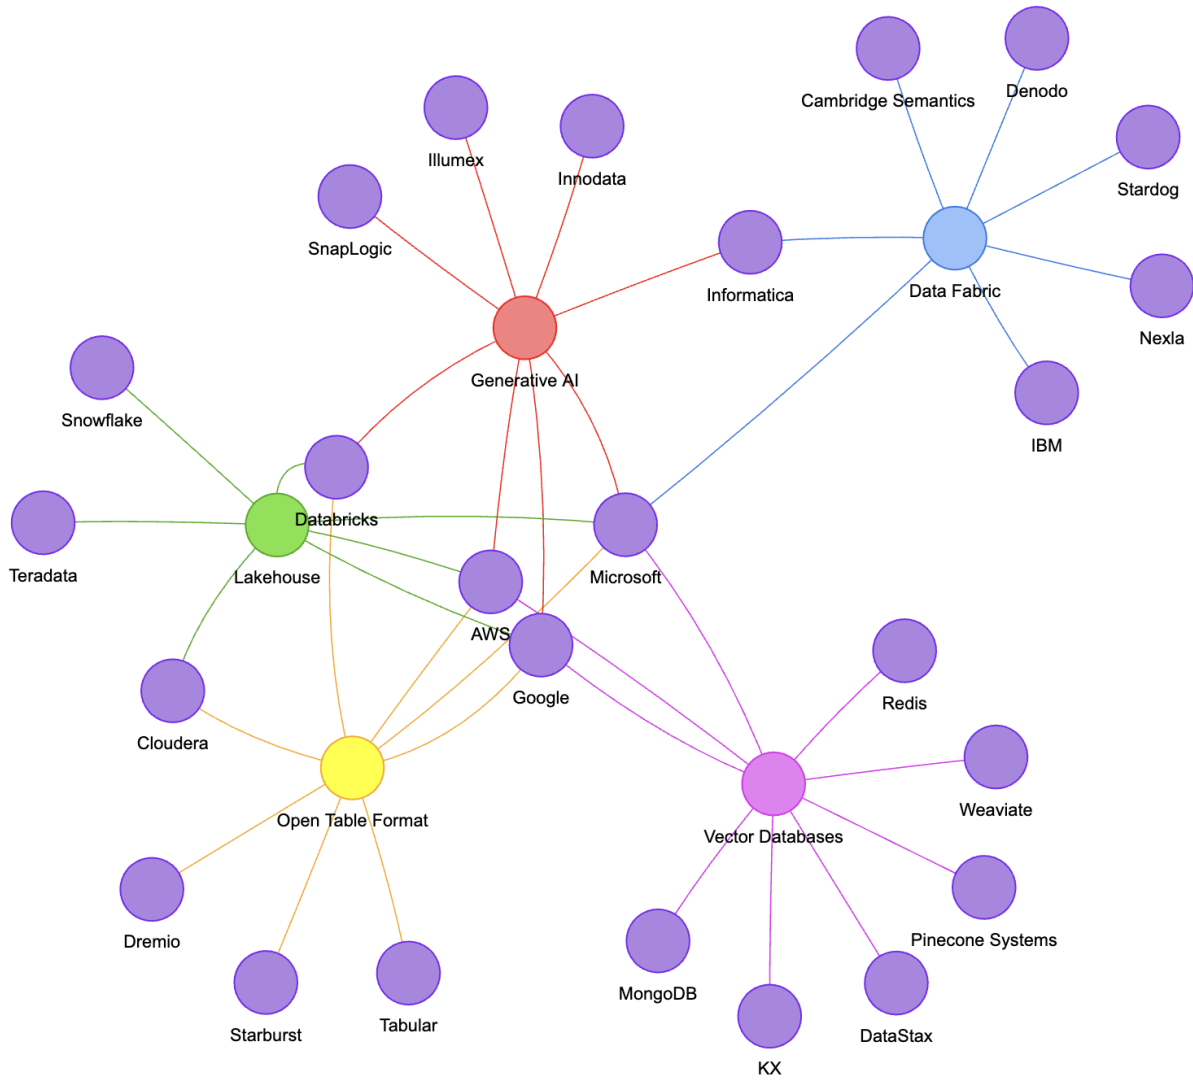 Cambridge Semantics
Denodo
Illumex
Innodata
Stardog
SnapLogic
Informatica
Data Fabric
Nexla
Generative AI
Snowflake
IBM
Databricks
Teradata
Lakehouse
Microsoft
AWS
Google
Redis
Cloudera
Weaviate
Open Table Format
Vector Databases
Dremio
Pinecone Systems
MongoDB
Starburst
Tabular
DataStax
KX